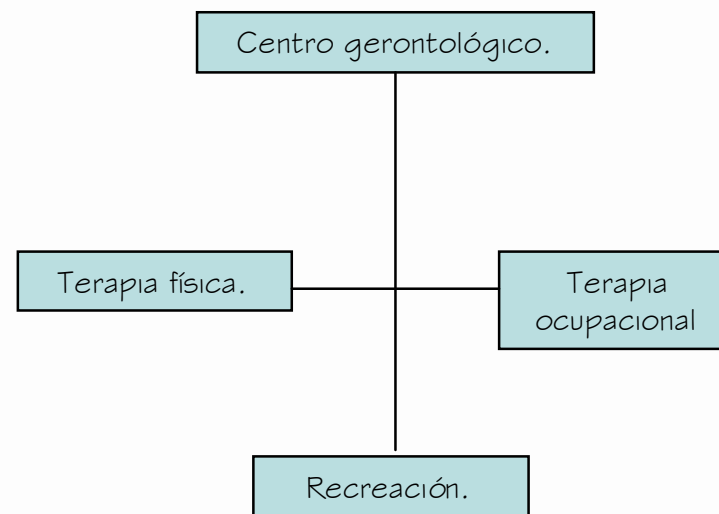 Centro gerontológico.
Terapia física.
Terapia
ocupacional
Recreación.